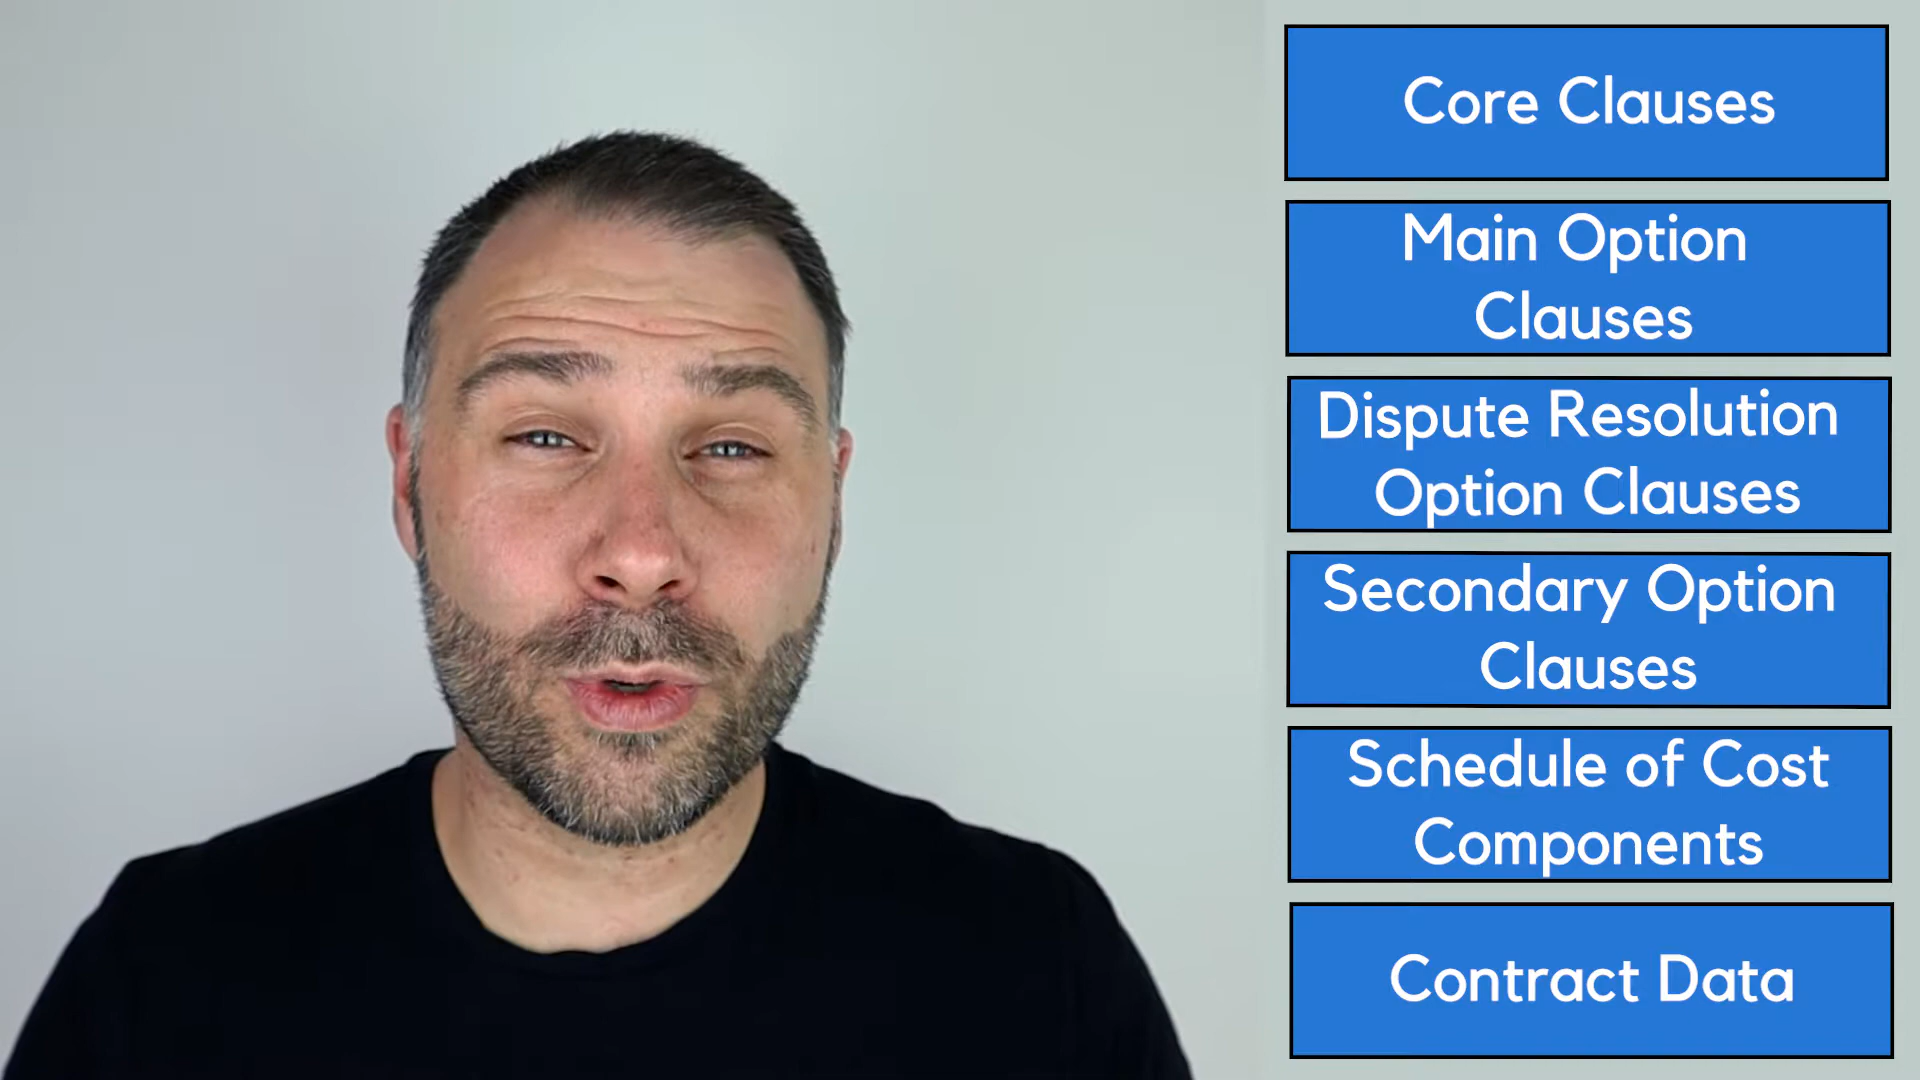 Core Clauses
Main Option
Clauses
Dispute Resolution
Option Clauses
Secondary Option
Clauses
Schedule of Cost
Components
Contract Data